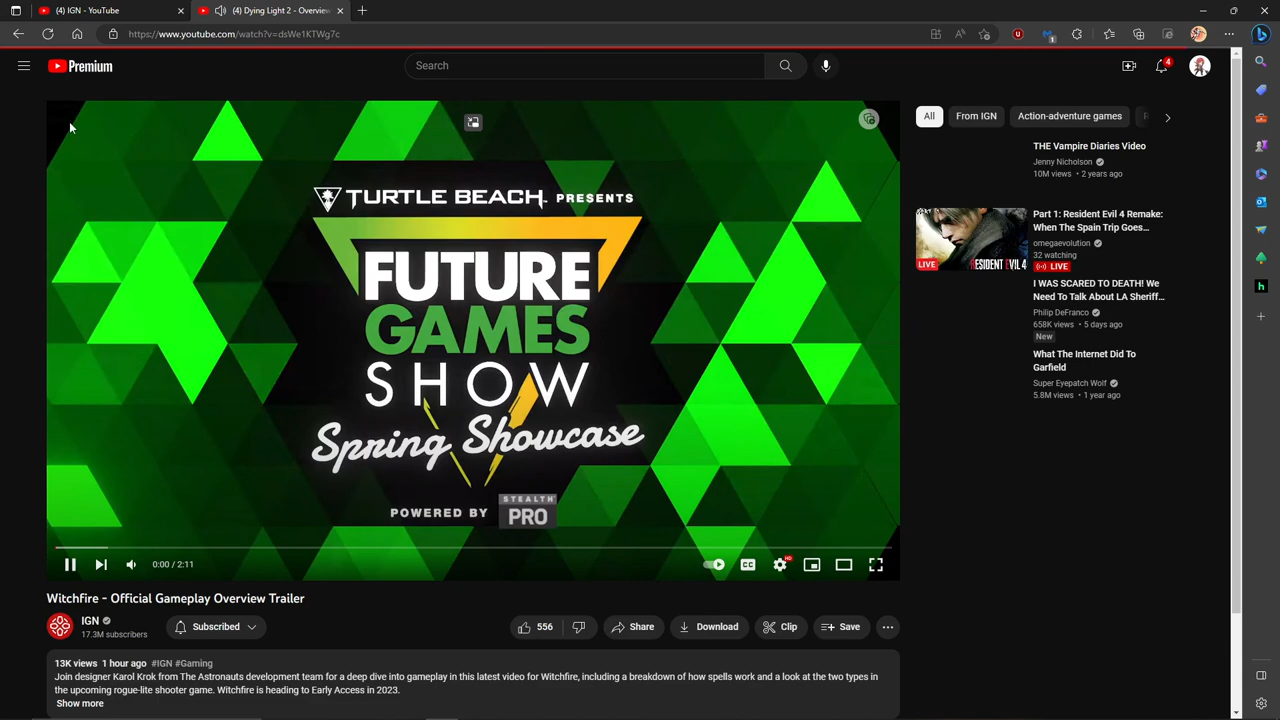 (4) IGN - YouTube
(4) Dying Light 2 - Overview
https://www.youtube.com/watch?v=dsWe1KTWg7c
1
Premium
Search
4
TURTLE BEACH PRESENTS
FUTURE
GAMES
SHOW
Spring Showcase
POWERED BY STEALTH PRO
0:00 / 2:11
CC
HD
Witchfire - Official Gameplay Overview Trailer
IGN
17.3M subscribers
Subscribed
556
Share
Download
Clip
Save
13K views 1 hour ago #IGN #Gaming
Join designer Karol Krok from The Astronauts development team for a deep dive into gameplay in this latest video for Witchfire, including a breakdown of how spells work and a look at the two types in
the upcoming rogue-lite shooter game. Witchfire is heading to Early Access in 2023.
Show more
All
From IGN
Action-adventure games
THE Vampire Diaries Video
Jenny Nicholson
10M views • 2 years ago
LIVE
RESIDENT EVIL 4
Part 1: Resident Evil 4 Remake:
When The Spain Trip Goes…
omegaevolution
32 watching
LIVE
I WAS SCARED TO DEATH! We
Need To Talk About LA Sheriff…
Philip DeFranco
658K views • 5 days ago
New
What The Internet Did To
Garfield
Super Eyepatch Wolf
5.8M views • 1 year ago